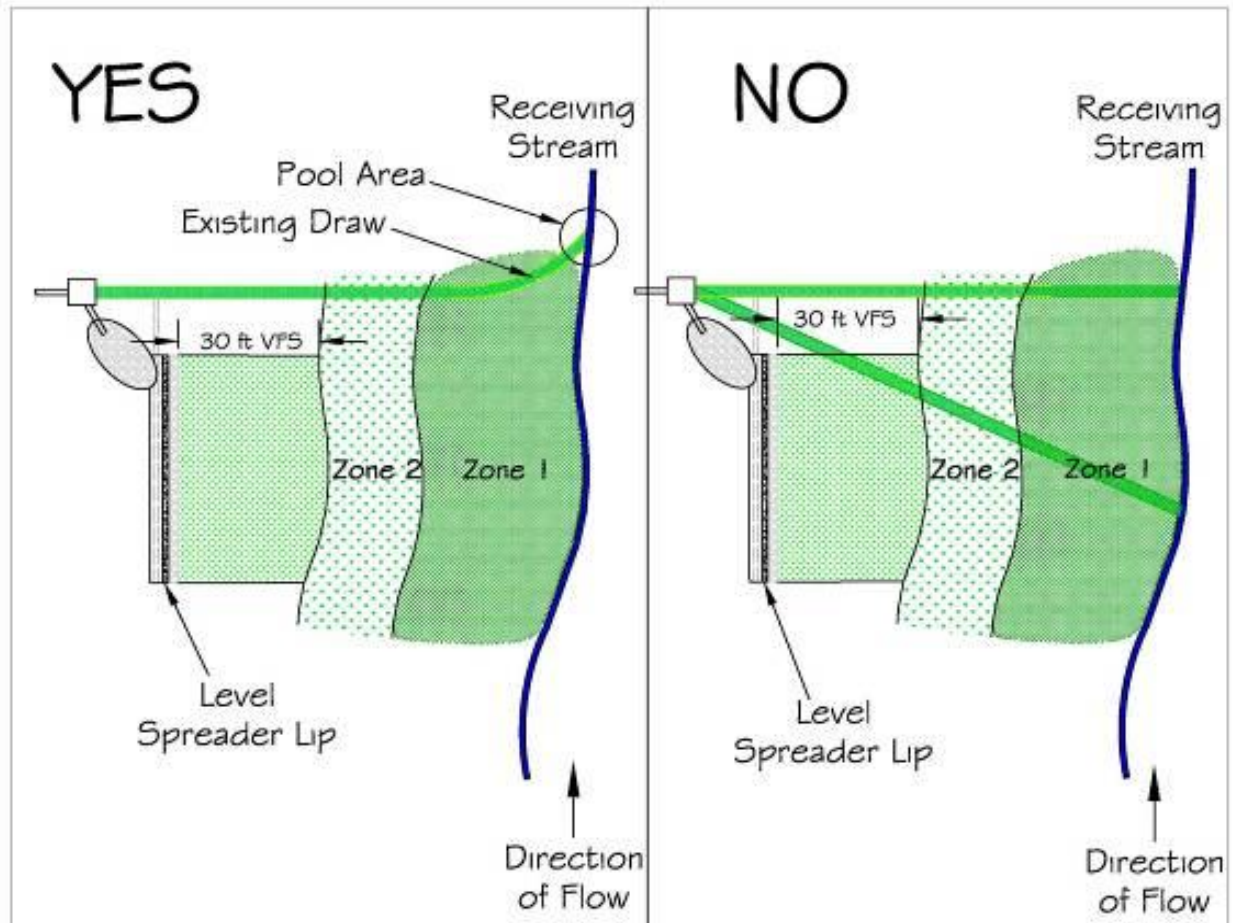 YES
Receiving
Stream
Pool Area
Existing Draw
30 ft VFS
Zone 2
Zone 1
Level
Spreader Lip
Direction
of Flow
NO
Receiving
Stream
30 ft VFS
Zone 2
Zone 1
Level
Spreader Lip
Direction
of Flow